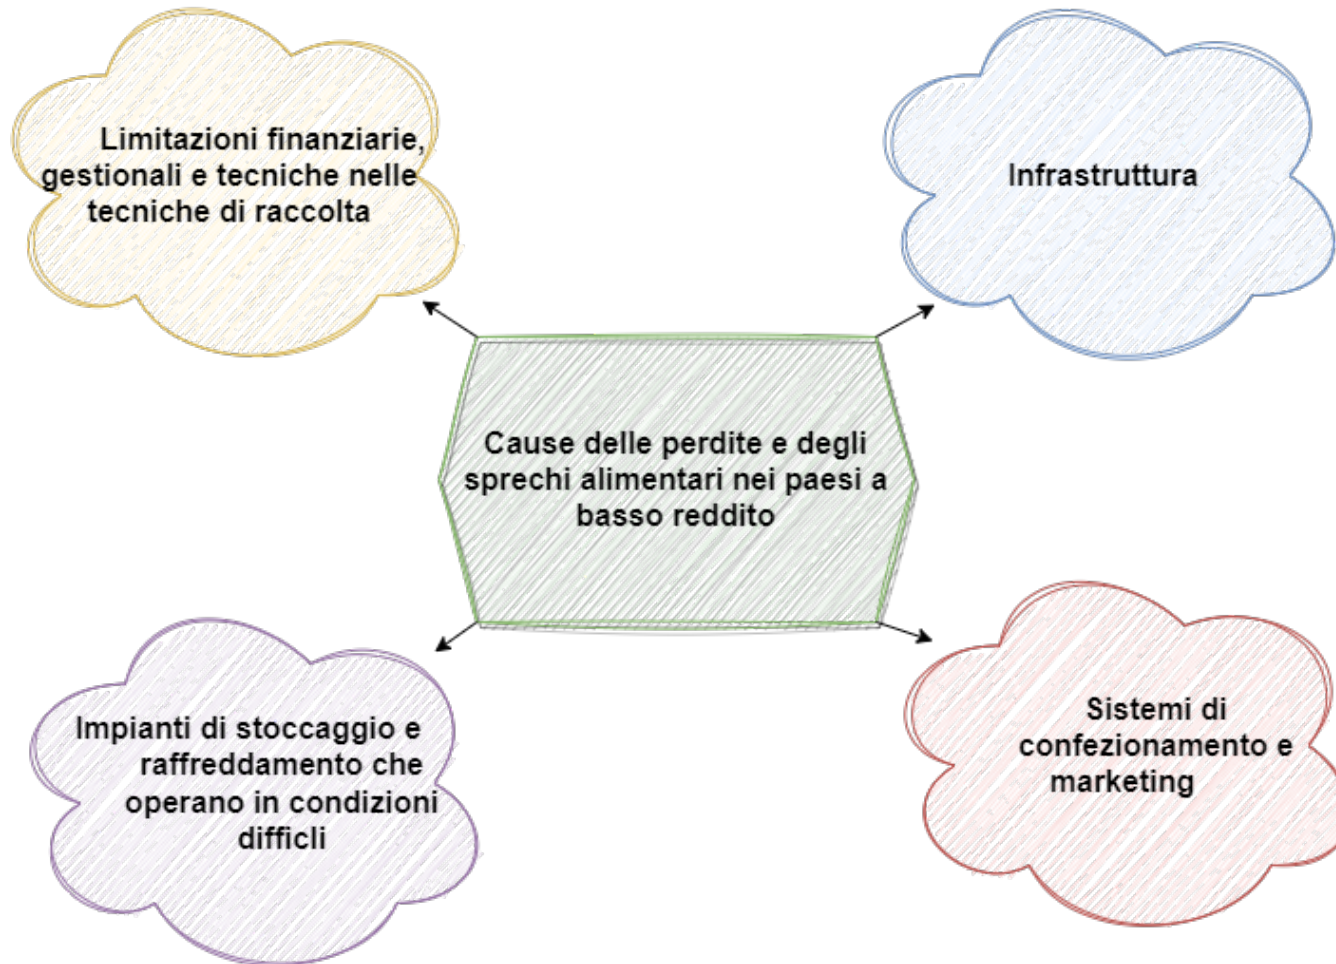 Limitazioni finanziarie,
gestionali e tecniche nelle
tecniche di raccolta
Infrastruttura
Cause delle perdite e degli
sprechi alimentari nei paesi a
basso reddito
Impianti di stoccaggio e
raffreddamento che
operano in condizioni
difficli
Sistemi di
confezionamento e
marketing